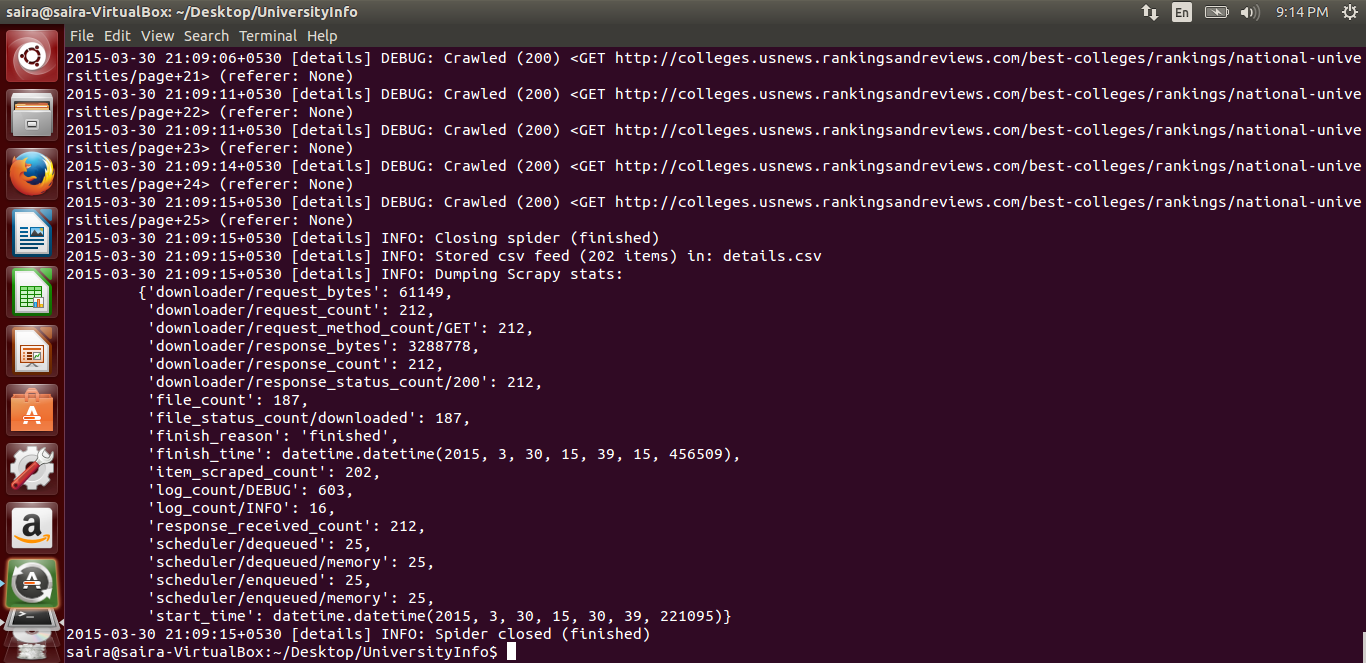 saira@saira-VirtualBox: ~/Desktop/UniversityInfo
En
9:14 PM
File Edit View Search Terminal Help
2015-03-30 21:09:06+0530 [details] DEBUG: Crawled (200) <GET http://colleges.usnews.rankingsandreviews.com/best-colleges/rankings/national-unive
rsities/page+21> (referer: None)
2015-03-30 21:09:11+0530 [details] DEBUG: Crawled (200) <GET http://colleges.usnews.rankingsandreviews.com/best-colleges/rankings/national-unive
rsities/page+22> (referer: None)
2015-03-30 21:09:11+0530 [details] DEBUG: Crawled (200) <GET http://colleges.usnews.rankingsandreviews.com/best-colleges/rankings/national-unive
rsities/page+23> (referer: None)
2015-03-30 21:09:14+0530 [details] DEBUG: Crawled (200) <GET http://colleges.usnews.rankingsandreviews.com/best-colleges/rankings/national-unive
rsities/page+24> (referer: None)
2015-03-30 21:09:15+0530 [details] DEBUG: Crawled (200) <GET http://colleges.usnews.rankingsandreviews.com/best-colleges/rankings/national-unive
rsities/page+25> (referer: None)
2015-03-30 21:09:15+0530 [details] INFO: Closing spider (finished)
2015-03-30 21:09:15+0530 [details] INFO: Stored csv feed (202 items) in: details.csv
2015-03-30 21:09:15+0530 [details] INFO: Dumping Scrapy stats:
{'downloader/request_bytes': 61149,
'downloader/request_count': 212,
'downloader/request_method_count/GET': 212,
'downloader/response_bytes': 3288778,
'downloader/response_count': 212,
'downloader/response_status_count/200': 212,
'file_count': 187,
'file_status_count/downloaded': 187,
'finish_reason': 'finished',
'finish_time': datetime.datetime(2015, 3, 30, 15, 39, 15, 456509),
'item_scraped_count': 202,
'log_count/DEBUG': 603,
'log_count/INFO': 16,
'response_received_count': 212,
'scheduler/dequeued': 25,
'scheduler/dequeued/memory': 25,
'scheduler/enqueued': 25,
'scheduler/enqueued/memory': 25,
'start_time': datetime.datetime(2015, 3, 30, 15, 30, 39, 221095)}
2015-03-30 21:09:15+0530 [details] INFO: Spider closed (finished)
saira@saira-VirtualBox:~/Desktop/UniversityInfo$